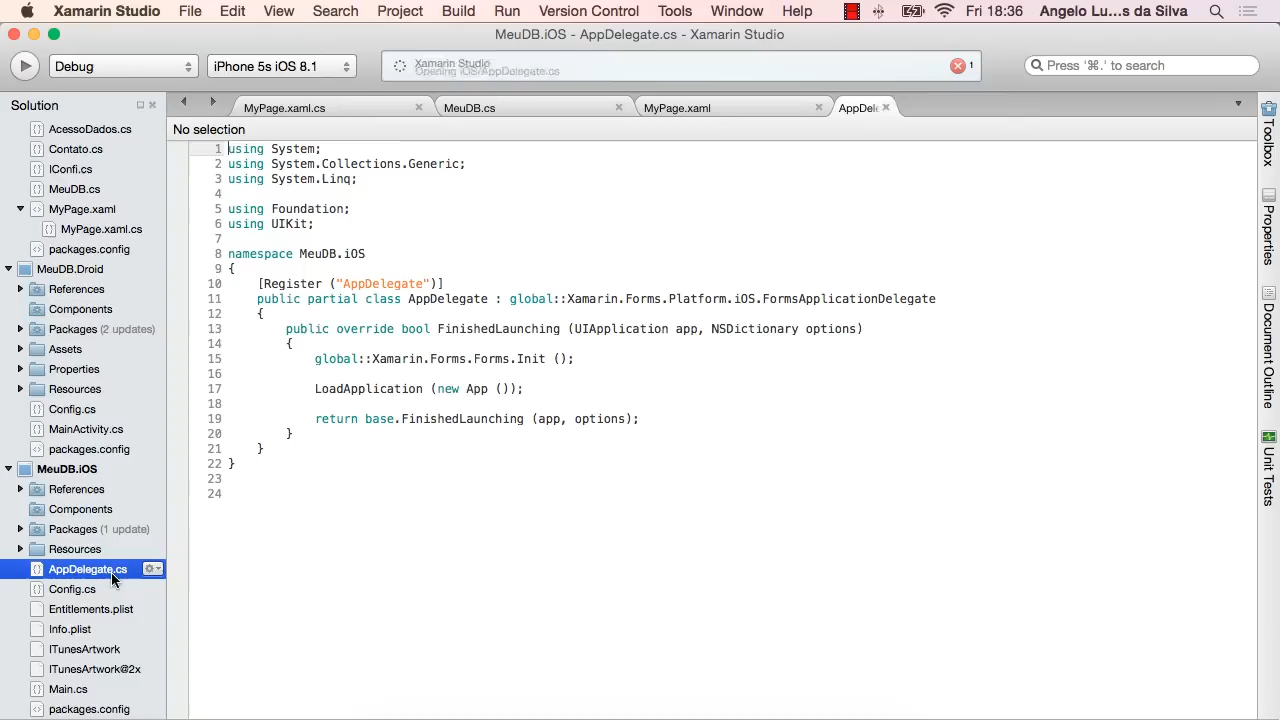 Xamarin Studio File Edit View Search Project Build Run Version Control Tools Window Help Fri 18:36 Angelo Lu...s da Silva
MeuDB.iOS - AppDelegate.cs - Xamarin Studio
Debug iPhone 5s iOS 8.1 Xamarin Studio 1 Press '⌘.' to search
Opening iOS/AppDelegate.cs
Solution
MyPage.xaml.cs MeuDB.cs MyPage.xaml AppDel
No selection
AcessoDados.cs
Contato.cs
IConfi.cs
MeuDB.cs
MyPage.xaml
MyPage.xaml.cs
packages.config
MeuDB.Droid
References
Components
Packages (2 updates)
Assets
Properties
Resources
Config.cs
MainActivity.cs
packages.config
MeuDB.iOS
References
Components
Packages (1 update)
Resources
AppDelegate.cs
Config.cs
Entitlements.plist
Info.plist
ITunesArtwork
ITunesArtwork@2x
Main.cs
packages.config
1 using System;
2 using System.Collections.Generic;
3 using System.Linq;
4
5 using Foundation;
6 using UIKit;
7
8 namespace MeuDB.iOS
9 {
10 [Register ("AppDelegate")]
11 public partial class AppDelegate : global::Xamarin.Forms.Platform.iOS.FormsApplicationDelegate
12 {
13 public override bool FinishedLaunching (UIApplication app, NSDictionary options)
14 {
15 global::Xamarin.Forms.Forms.Init ();
16
17 LoadApplication (new App ());
18
19 return base.FinishedLaunching (app, options);
20 }
21 }
22 }
23
24
Toolbox
Properties
Document Outline
Unit Tests